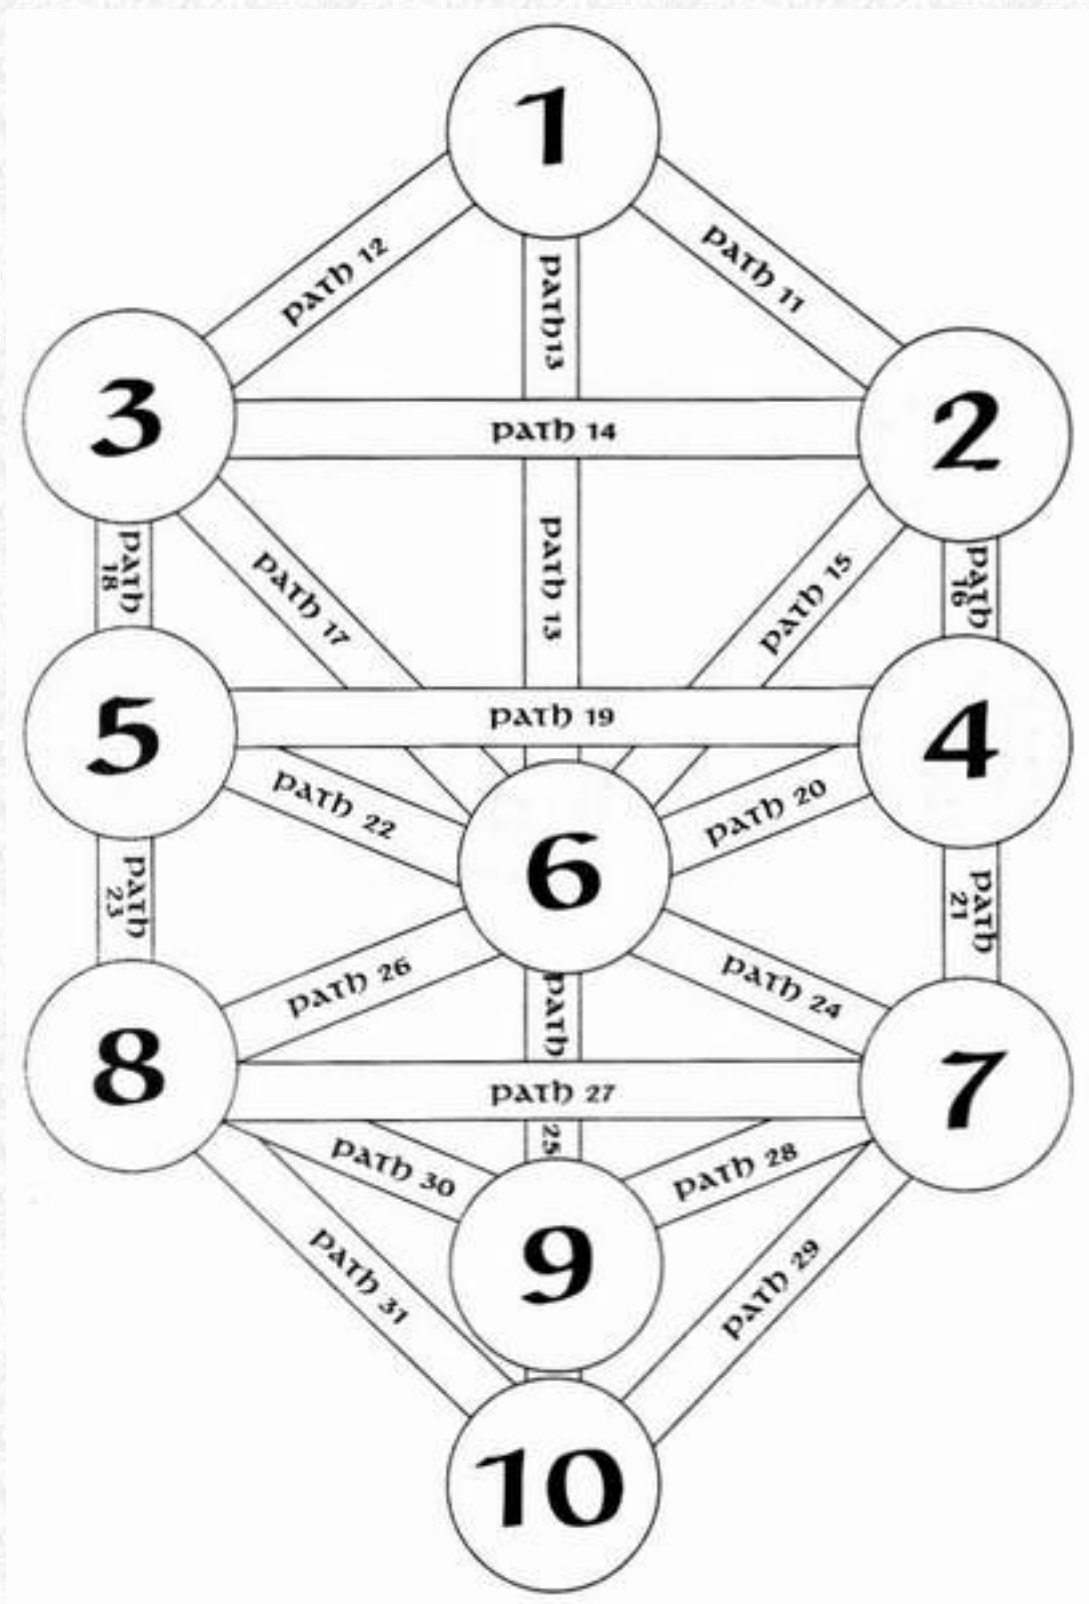 1
path 12
path 11
path13
3
path 14
2
path 18
path 17
path 13
path 15
path 16
5
path 19
4
path 22
path 20
6
path 23
path 21
path 26
path 24
path 25
8
path 27
7
path 30
path 28
9
path 31
path 29
10